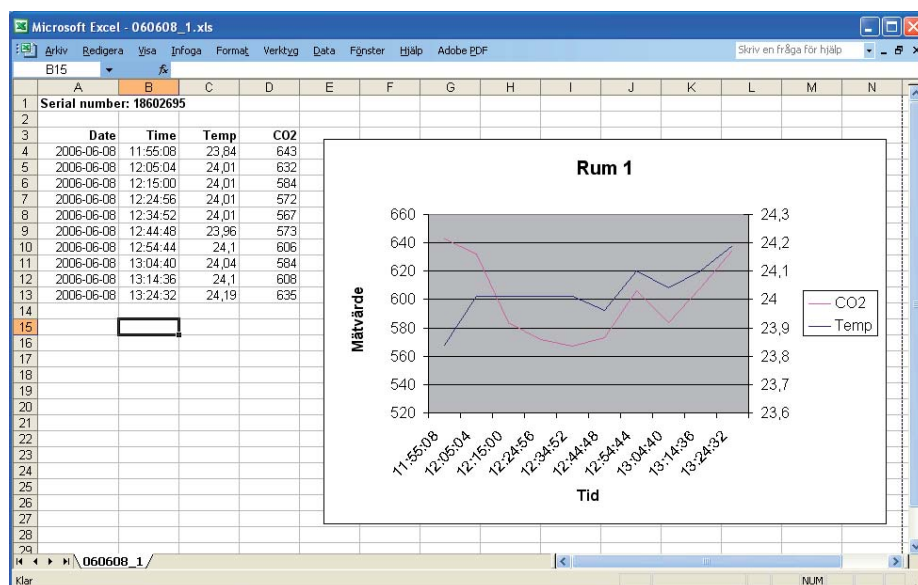 Microsoft Excel - 060608_1.xls
Arkiv Redigera Visa Infoga Format Verktyg Data Fönster Hjälp Adobe PDF Skriv en fråga för hjälp
B15 fx
A B C D E F G H I J K L M N
1 Serial number: 18602695
2
3 Date Time Temp CO2
4 2006-06-08 11:55:08 23,84 643
5 2006-06-08 12:05:04 24,01 632
6 2006-06-08 12:15:00 24,01 584
7 2006-06-08 12:24:56 24,01 572
8 2006-06-08 12:34:52 24,01 567
9 2006-06-08 12:44:48 23,96 573
10 2006-06-08 12:54:44 24,1 606
11 2006-06-08 13:04:40 24,04 584
12 2006-06-08 13:14:36 24,1 608
13 2006-06-08 13:24:32 24,19 635
14
15
16
17
18
19
20
21
22
23
24
25
26
27
28
29
Rum 1
660 24,3
640 24,2
620 24,1
600 24
580 23,9
560 23,8
540 23,7
520 23,6
Mätvärde
CO2
Temp
11:55:08 12:05:04 12:15:00 12:24:56 12:34:52 12:44:48 12:54:44 13:04:40 13:14:36 13:24:32
Tid
060608_1
Klar NUM